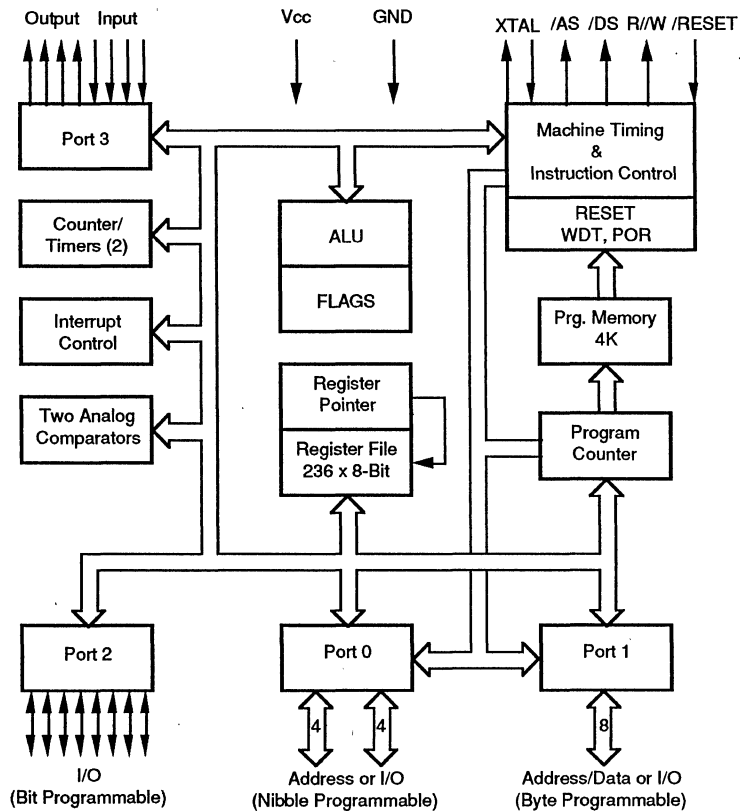 Output Input
Vcc
GND
XTAL /AS /DS R//W /RESET
Port 3
Machine Timing
&
Instruction Control
RESET
WDT, POR
Counter/
Timers (2)
ALU
FLAGS
Interrupt
Control
Prg. Memory
4K
Two Analog
Comparators
Register
Pointer
Register File
236 x 8-Bit
Program
Counter
Port 2
Port 0
Port 1
4
4
8
I/O
(Bit Programmable)
Address or I/O
(Nibble Programmable)
Address/Data or I/O
(Byte Programmable)